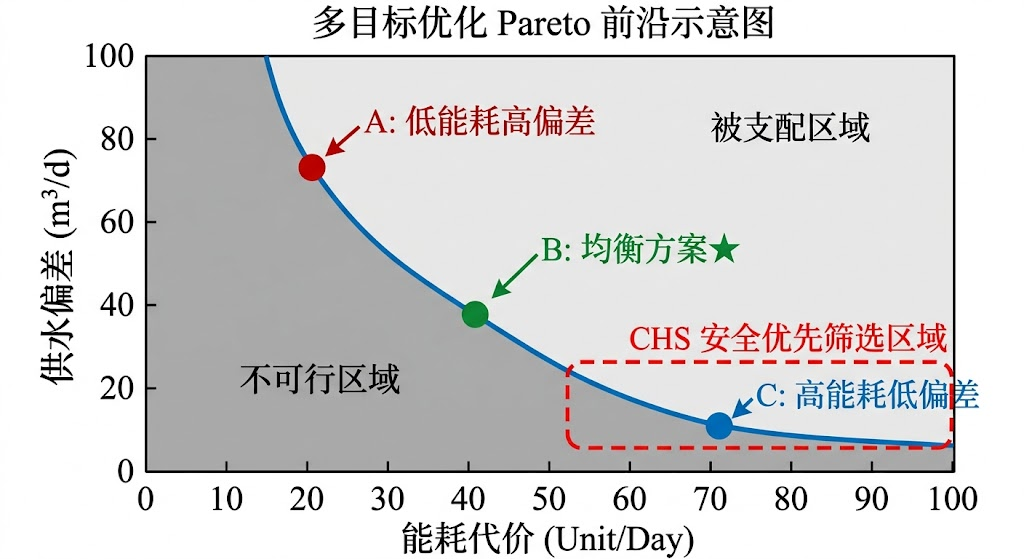 多目标优化 Pareto 前沿示意图
100
80
60
40
20
0
供水偏差 (m³/d)
A: 低能耗高偏差
被支配区域
B: 均衡方案★
CHS 安全优先筛选区域
不可行区域
C: 高能耗低偏差
0 10 20 30 40 50 60 70 80 90 100
能耗代价 (Unit/Day)